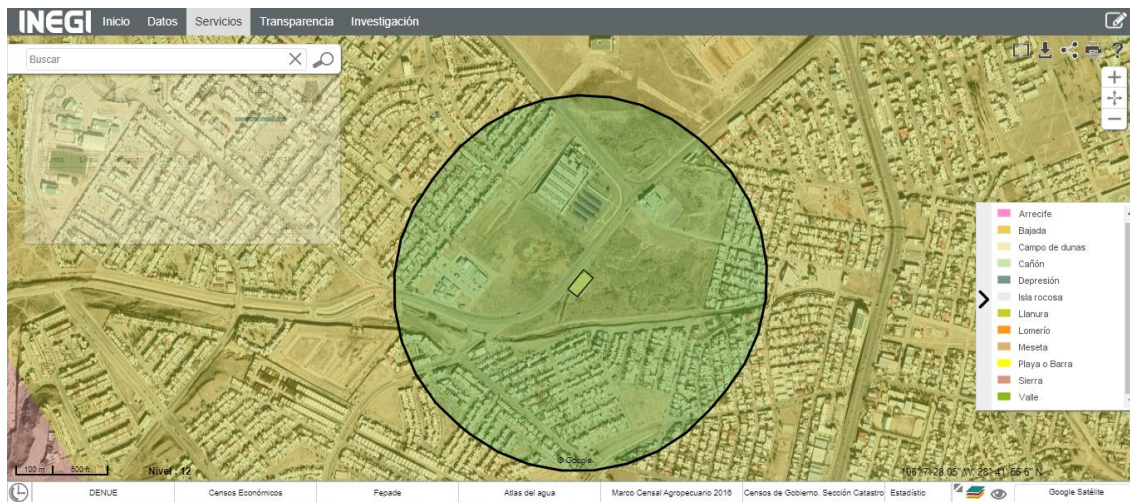 INEGI Inicio Datos Servicios Transparencia Investigación
Buscar
Arrecife
Bajada
Campo de dunas
Cañón
Depresión
Isla rocosa
Llanura
Lomerío
Meseta
Playa o Barra
Sierra
Valle
© Google
100 m 500 ft
Nivel : 12
DENUE Censos Económicos Fepade Atlas del agua Marco Censal Agropecuario 2016 Censos de Gobierno. Sección Catastro Estadístic Google Satélite